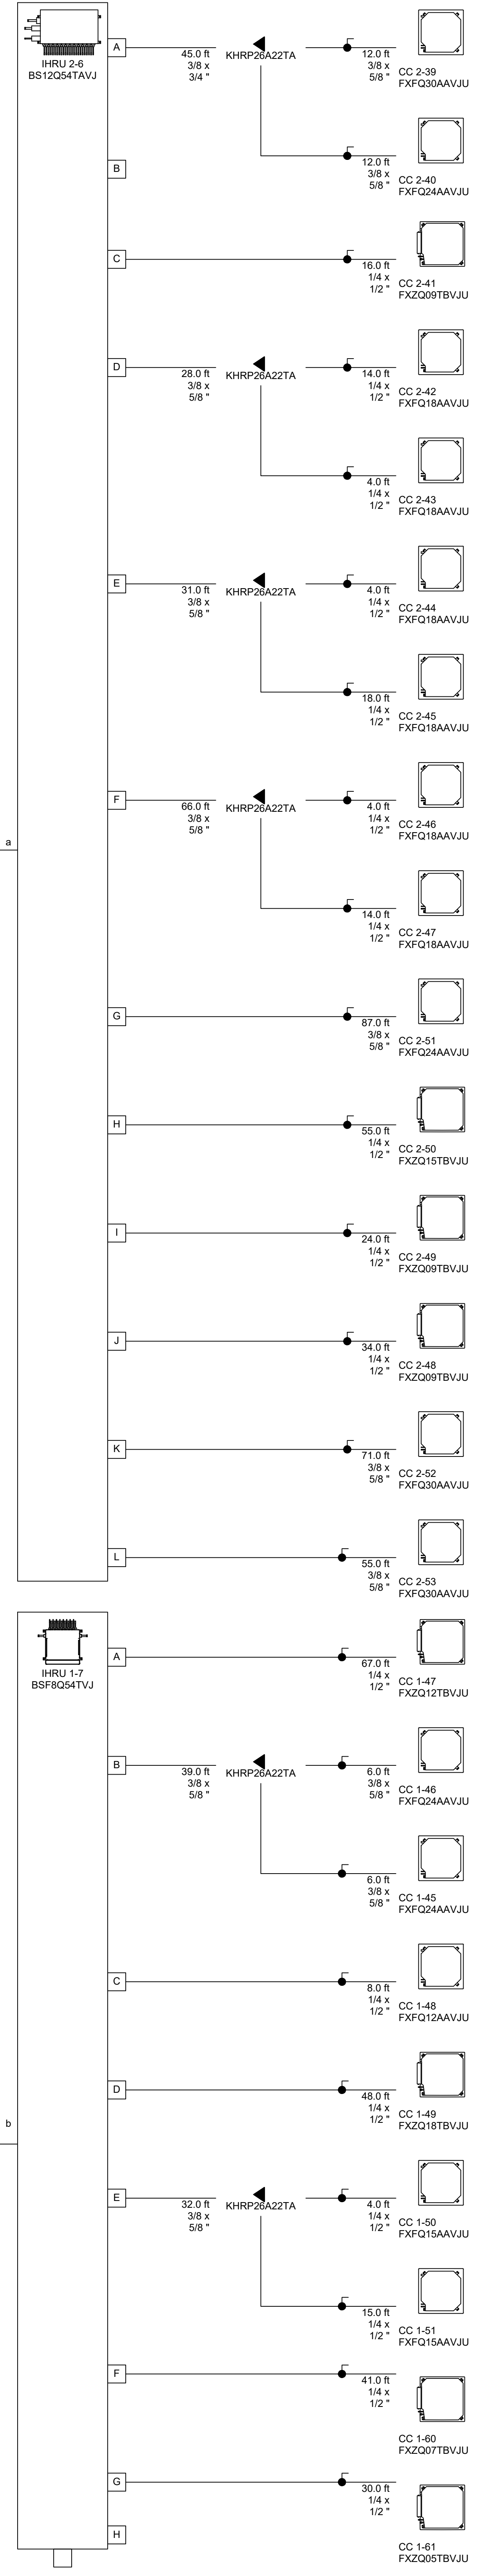 IHRU 2-6
BS12Q54TAVJ
A
45.0 ft
3/8 x
3/4 "
KHRP26A22TA
12.0 ft
3/8 x
5/8 "
CC 2-39
FXFQ30AAVJU
12.0 ft
3/8 x
5/8 "
CC 2-40
FXFQ24AAVJU
B
C
16.0 ft
1/4 x
1/2 "
CC 2-41
FXZQ09TBVJU
D
28.0 ft
3/8 x
5/8 "
KHRP26A22TA
14.0 ft
1/4 x
1/2 "
CC 2-42
FXFQ18AAVJU
4.0 ft
1/4 x
1/2 "
CC 2-43
FXFQ18AAVJU
E
31.0 ft
3/8 x
5/8 "
KHRP26A22TA
4.0 ft
1/4 x
1/2 "
CC 2-44
FXFQ18AAVJU
18.0 ft
1/4 x
1/2 "
CC 2-45
FXFQ18AAVJU
F
66.0 ft
3/8 x
5/8 "
KHRP26A22TA
4.0 ft
1/4 x
1/2 "
CC 2-46
FXFQ18AAVJU
a
14.0 ft
1/4 x
1/2 "
CC 2-47
FXFQ18AAVJU
G
87.0 ft
3/8 x
5/8 "
CC 2-51
FXFQ24AAVJU
H
55.0 ft
1/4 x
1/2 "
CC 2-50
FXZQ15TBVJU
I
24.0 ft
1/4 x
1/2 "
CC 2-49
FXZQ09TBVJU
J
34.0 ft
1/4 x
1/2 "
CC 2-48
FXZQ09TBVJU
K
71.0 ft
3/8 x
5/8 "
CC 2-52
FXFQ30AAVJU
L
55.0 ft
3/8 x
5/8 "
CC 2-53
FXFQ30AAVJU
IHRU 1-7
BSF8Q54TVJ
A
67.0 ft
1/4 x
1/2 "
CC 1-47
FXZQ12TBVJU
B
39.0 ft
3/8 x
5/8 "
KHRP26A22TA
6.0 ft
3/8 x
5/8 "
CC 1-46
FXFQ24AAVJU
6.0 ft
3/8 x
5/8 "
CC 1-45
FXFQ24AAVJU
C
8.0 ft
1/4 x
1/2 "
CC 1-48
FXFQ12AAVJU
D
48.0 ft
1/4 x
1/2 "
CC 1-49
FXZQ18TBVJU
b
E
32.0 ft
3/8 x
5/8 "
KHRP26A22TA
4.0 ft
1/4 x
1/2 "
CC 1-50
FXFQ15AAVJU
15.0 ft
1/4 x
1/2 "
CC 1-51
FXFQ15AAVJU
F
41.0 ft
1/4 x
1/2 "
CC 1-60
FXZQ07TBVJU
G
30.0 ft
1/4 x
1/2 "
CC 1-61
FXZQ05TBVJU
H